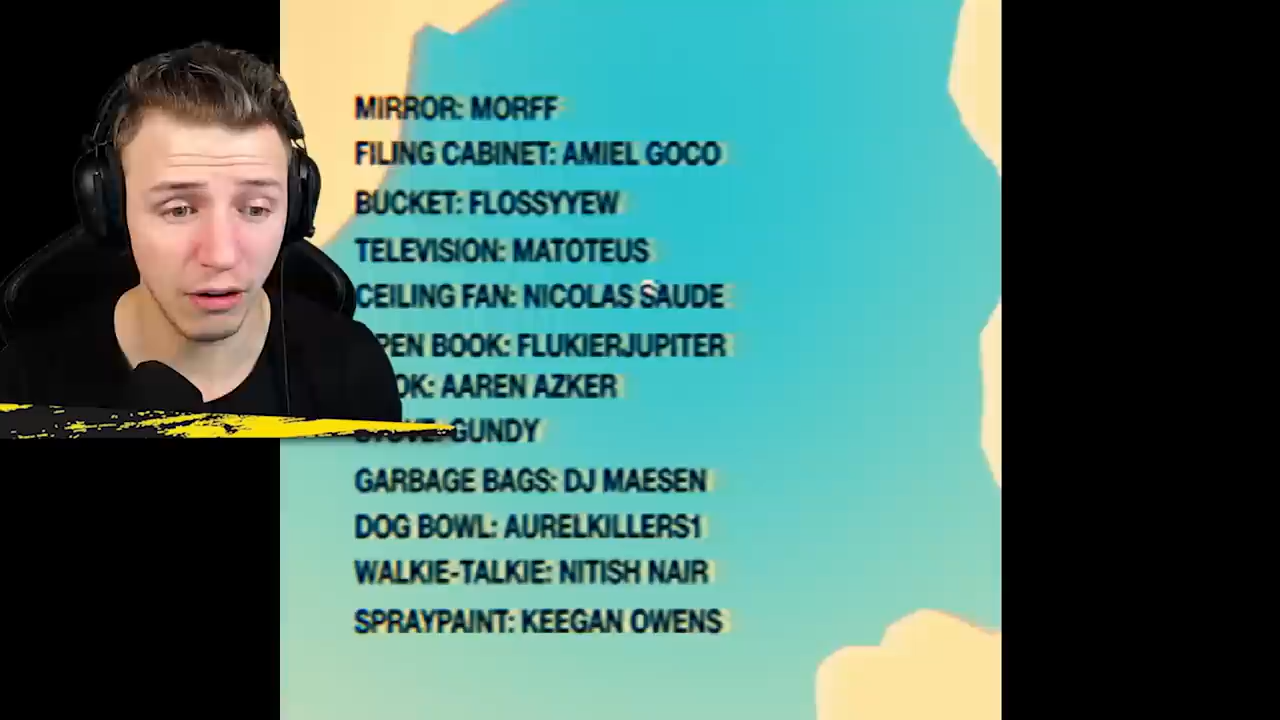 MIRROR: MORFF
FILING CABINET: AMIEL GOCO
BUCKET: FLOSSYYEW
TELEVISION: MATOTEUS
CEILING FAN: NICOLAS SAUDE
BOOK: FLUKIERJUPITER
AAREN AZKER
GUNDY
GARBAGE BAGS: DJ MAESEN
DOG BOWL: AURELKILLERS1
WALKIE-TALKIE: NITISH NAIR
SPRAYPAINT: KEEGAN OWENS